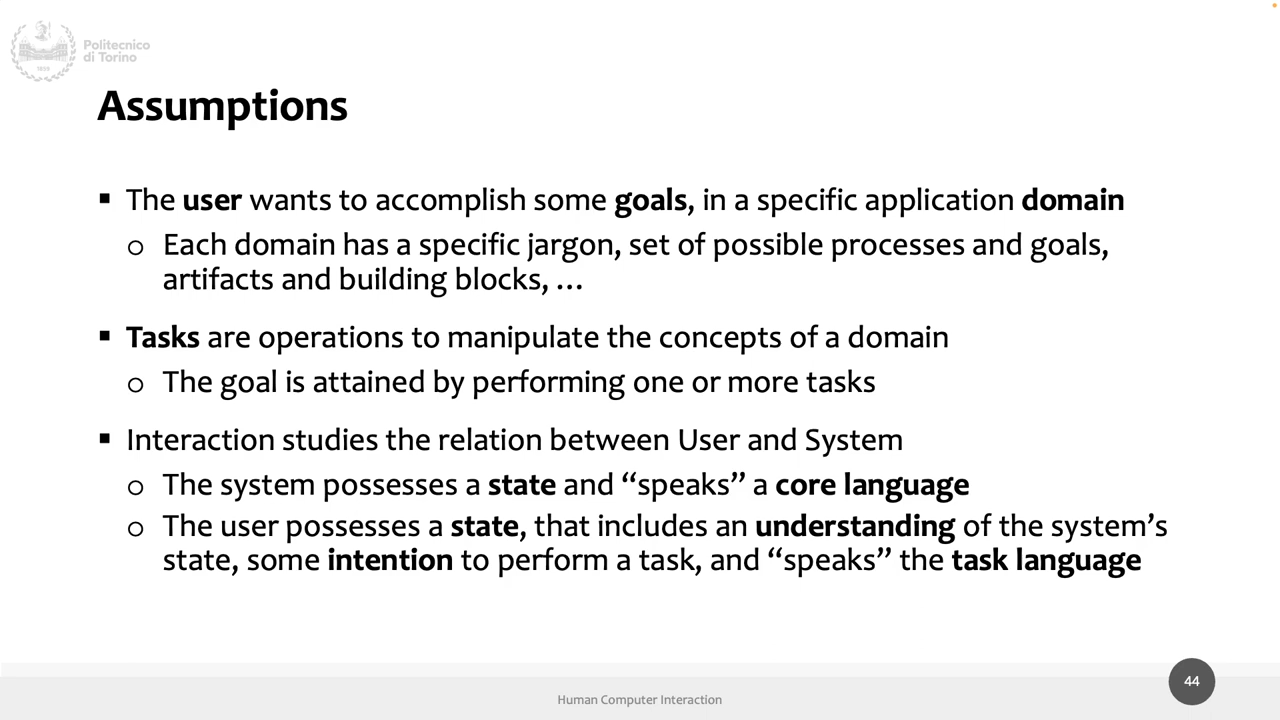 Politecnico
di Torino
1859
Assumptions
▪ The user wants to accomplish some goals, in a specific application domain
o Each domain has a specific jargon, set of possible processes and goals,
artifacts and building blocks, …
▪ Tasks are operations to manipulate the concepts of a domain
o The goal is attained by performing one or more tasks
▪ Interaction studies the relation between User and System
o The system possesses a state and “speaks” a core language
o The user possesses a state, that includes an understanding of the system’s
state, some intention to perform a task, and “speaks” the task language
Human Computer Interaction
44